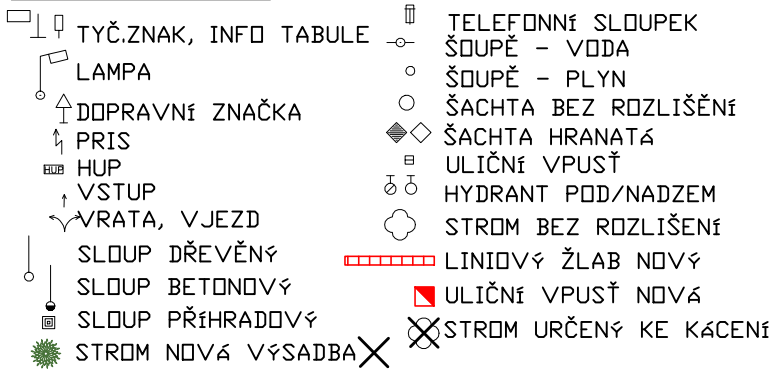 TYČ.ZNAK, INFO TABULE
LAMPA
DOPRAVNÍ ZNAČKA
PRIS
HUP HUP
VSTUP
VRATA, VJEZD
SLOUP DŘEVĚNÝ
SLOUP BETONOVÝ
SLOUP PŘÍHRADOVÝ
STROM NOVÁ VÝSADBA
TELEFONNÍ SLOUPEK
ŠOUPĚ - VODA
ŠOUPĚ - PLYN
ŠACHTA BEZ ROZLIŠĚNÍ
ŠACHTA HRANATÁ
ULIČNÍ VPUSŤ
HYDRANT POD/NADZEM
STROM BEZ ROZLIŠENÍ
LINIOVÝ ŽLAB NOVÝ
ULIČNÍ VPUSŤ NOVÁ
STROM URČENÝ KE KÁCENÍ